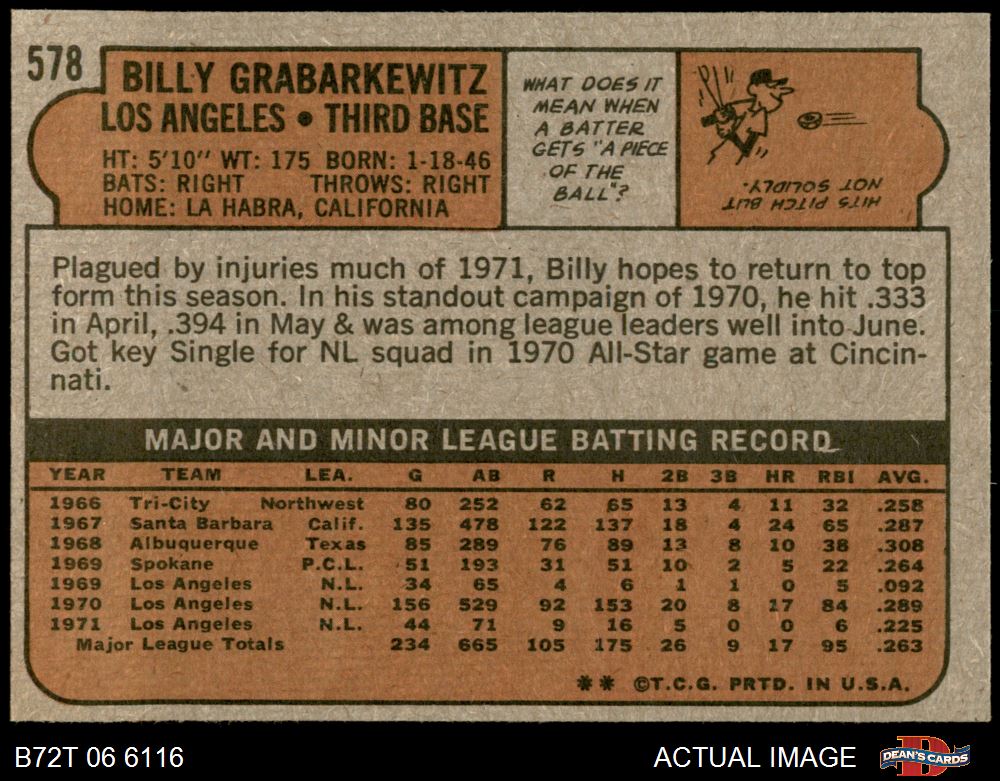 578
BILLY GRABARKEWITZ
LOS ANGELES • THIRD BASE
HT: 5'10" WT: 175 BORN: 1-18-46
BATS: RIGHT THROWS: RIGHT
HOME: LA HABRA, CALIFORNIA
WHAT DOES IT
MEAN WHEN
A BATTER
GETS "A PIECE
OF THE
BALL"?
HITS PITCH BUT
NOT SOLIDLY.
Plagued by injuries much of 1971, Billy hopes to return to top
form this season. In his standout campaign of 1970, he hit .333
in April, .394 in May & was among league leaders well into June.
Got key Single for NL squad in 1970 All-Star game at Cincin-
nati.
MAJOR AND MINOR LEAGUE BATTING RECORD
YEAR TEAM LEA. G AB R H 2B 3B HR RBI AVG.
1966 Tri-City Northwest 80 252 62 65 13 4 11 32 .258
1967 Santa Barbara Calif. 135 478 122 137 18 4 24 65 .287
1968 Albuquerque Texas 85 289 76 89 13 8 10 38 .308
1969 Spokane P.C.L. 51 193 31 51 10 2 5 22 .264
1969 Los Angeles N.L. 34 65 4 6 1 1 0 5 .092
1970 Los Angeles N.L. 156 529 92 153 20 8 17 84 .289
1971 Los Angeles N.L. 44 71 9 16 5 0 0 6 .225
Major League Totals 234 665 105 175 26 9 17 95 .263
** ©T.C.G. PRTD. IN U.S.A.
B72T 06 6116
ACTUAL IMAGE
D
DEAN'S CARDS